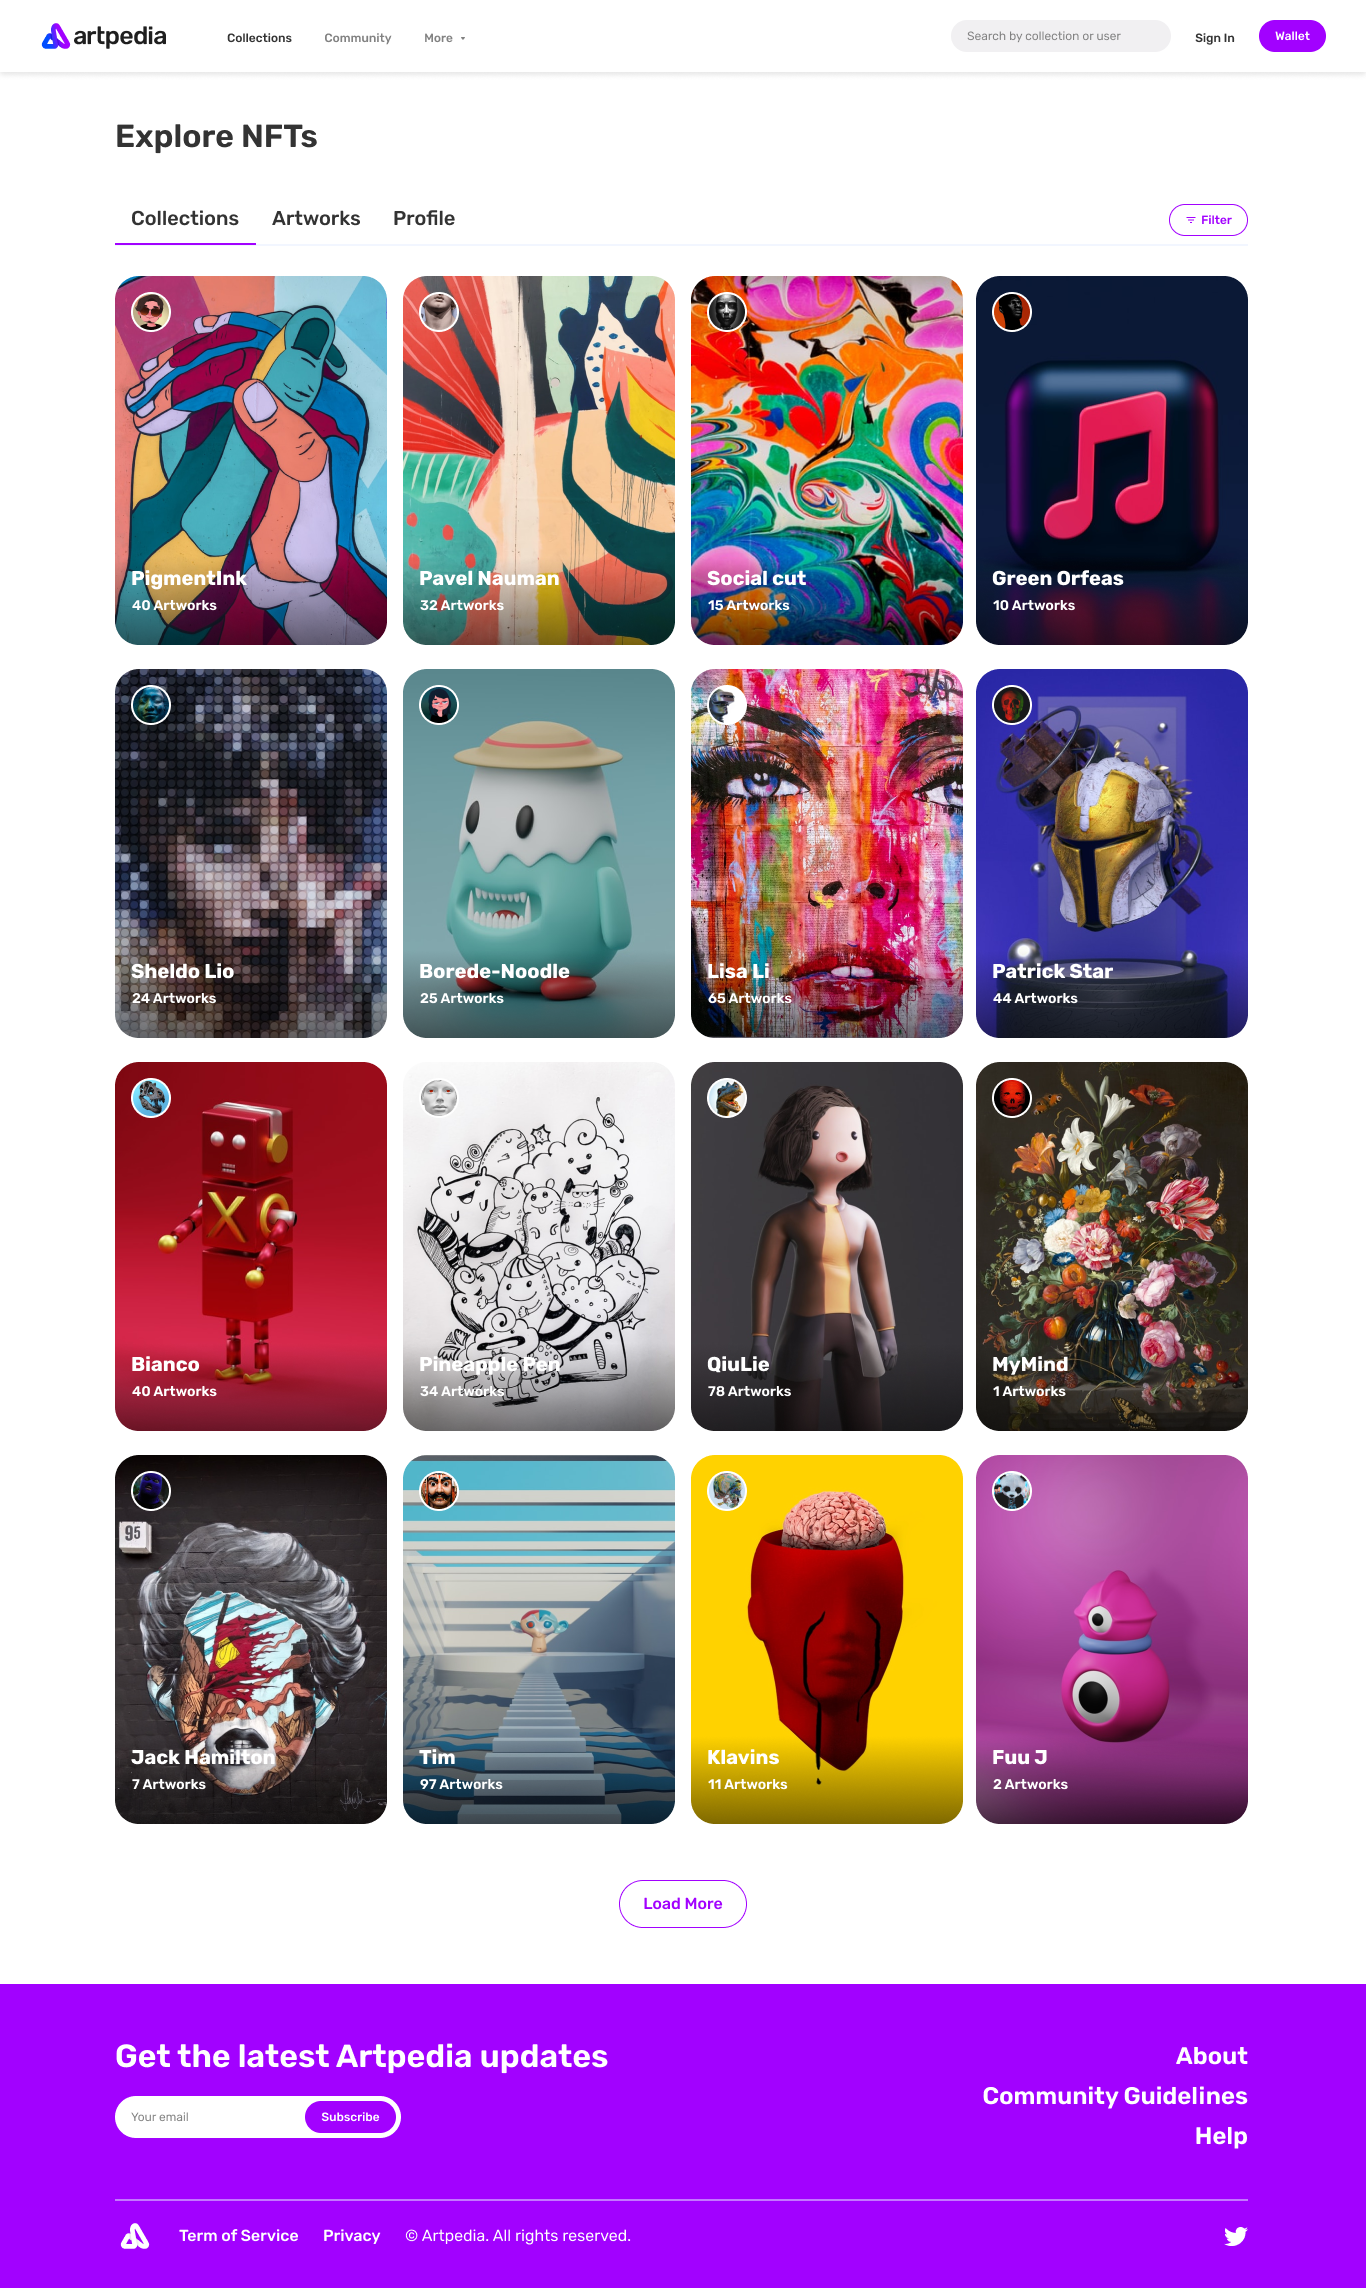 artpedia
Collections
Community
More
Search by collection or user
Sign In
Wallet
Explore NFTs
Collections
Artworks
Profile
Filter
PigmentInk
40 Artworks
Pavel Nauman
32 Artworks
Social cut
15 Artworks
Green Orfeas
10 Artworks
Sheldo Lio
24 Artworks
Borede-Noodle
25 Artworks
Lisa Li
65 Artworks
Patrick Star
44 Artworks
XO
Bianco
40 Artworks
Pineapple Pen
34 Artworks
QiuLie
78 Artworks
MyMind
1 Artworks
95
Jack Hamilton
7 Artworks
Tim
97 Artworks
Klavins
11 Artworks
Fuu J
2 Artworks
Load More
Get the latest Artpedia updates
Your email
Subscribe
About
Community Guidelines
Help
Term of Service
Privacy
© Artpedia. All rights reserved.